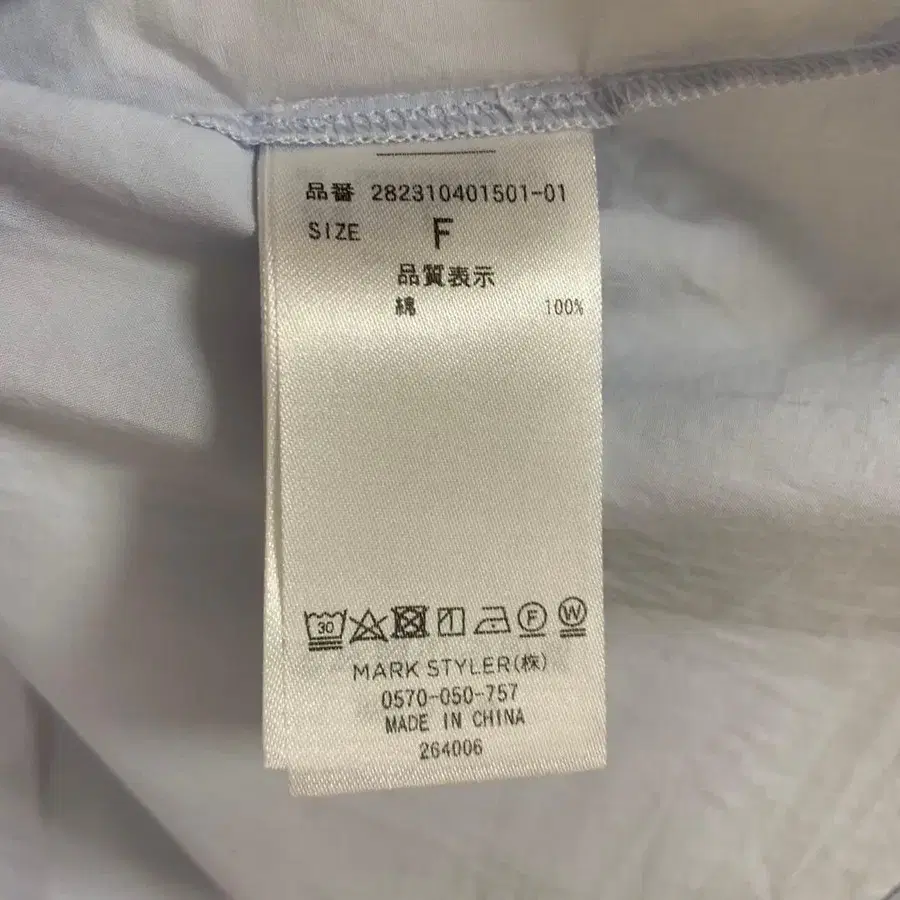 品番 282310401501-01
SIZE F
品質表示
綿 100%
30 F W
MARK STYLER(株)
0570-050-757
MADE IN CHINA
264006